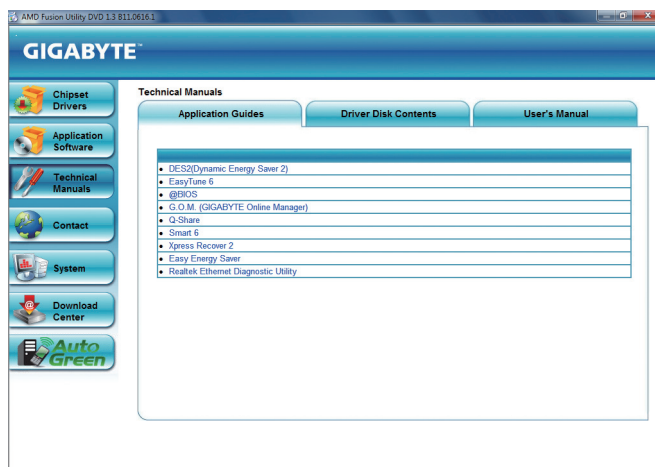 AMD Fusion Utility DVD 1.3 B11.0616.1
GIGABYTE™
Chipset
Drivers
Application
Software
Technical
Manuals
Contact
System
Download
Center
Auto
Green
Technical Manuals
Application Guides
Driver Disk Contents
User's Manual
DES2(Dynamic Energy Saver 2)
EasyTune 6
@BIOS
G.O.M. (GIGABYTE Online Manager)
Q-Share
Smart 6
Xpress Recover 2
Easy Energy Saver
Realtek Ethernet Diagnostic Utility